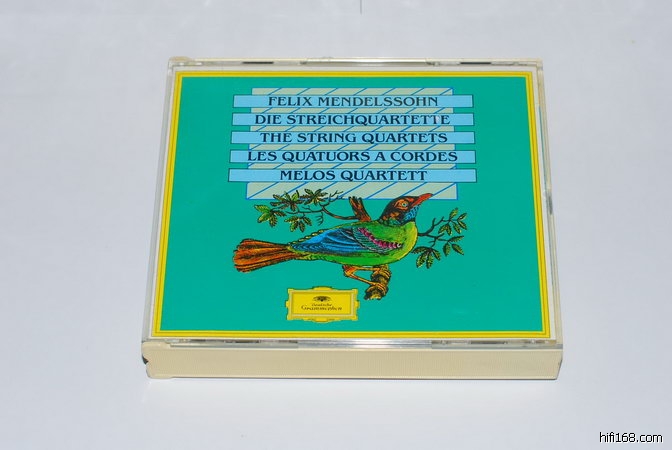 FELIX MENDELSSOHN
DIE STREICHQUARTETTE
THE STRING QUARTETS
LES QUATUORS A CORDES
MELOS QUARTETT
Deutsche
Grammophon
hifi168.com